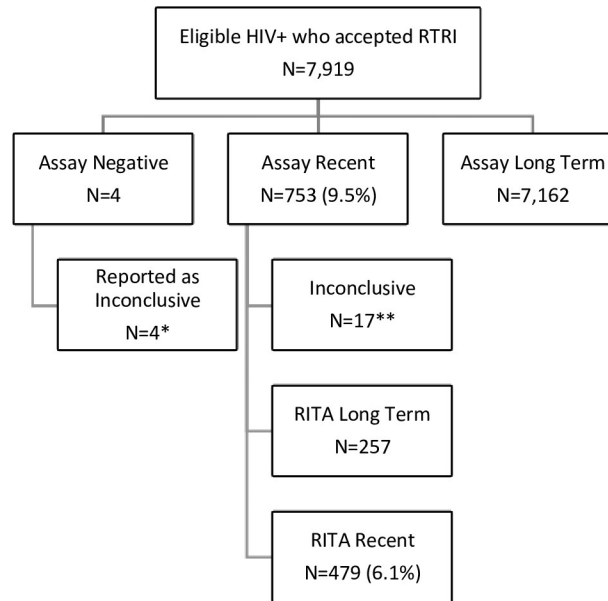 Eligible HIV+ who accepted RTRI
N=7,919
Assay Negative
N=4
Assay Recent
N=753 (9.5%)
Assay Long Term
N=7,162
Reported as
Inconclusive
N=4*
Inconclusive
N=17**
RITA Long Term
N=257
RITA Recent
N=479 (6.1%)